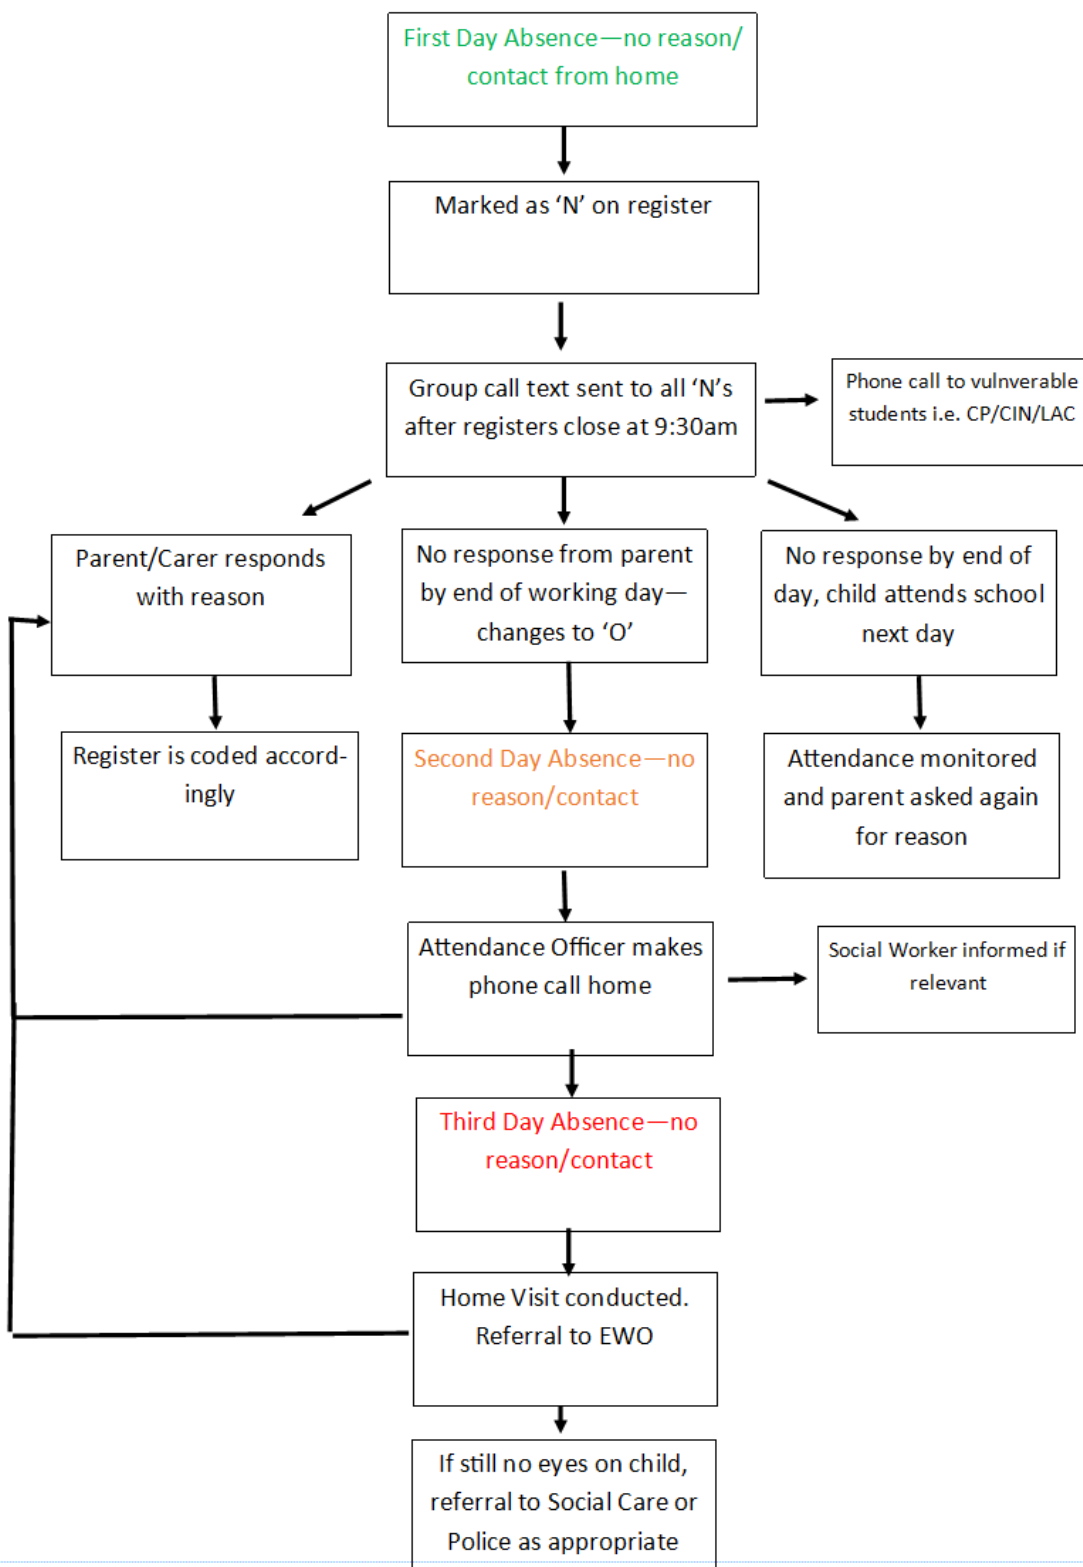 First Day Absence—no reason/
contact from home
Marked as ‘N’ on register
Group call text sent to all ‘N’s
after registers close at 9:30am
Phone call to vulnverable
students i.e. CP/CIN/LAC
Parent/Carer responds
with reason
No response from parent
by end of working day—
changes to ‘O’
No response by end of
day, child attends school
next day
Register is coded accord-
ingly
Second Day Absence—no
reason/contact
Attendance monitored
and parent asked again
for reason
Attendance Officer makes
phone call home
Social Worker informed if
relevant
Third Day Absence—no
reason/contact
Home Visit conducted.
Referral to EWO
If still no eyes on child,
referral to Social Care or
Police as appropriate